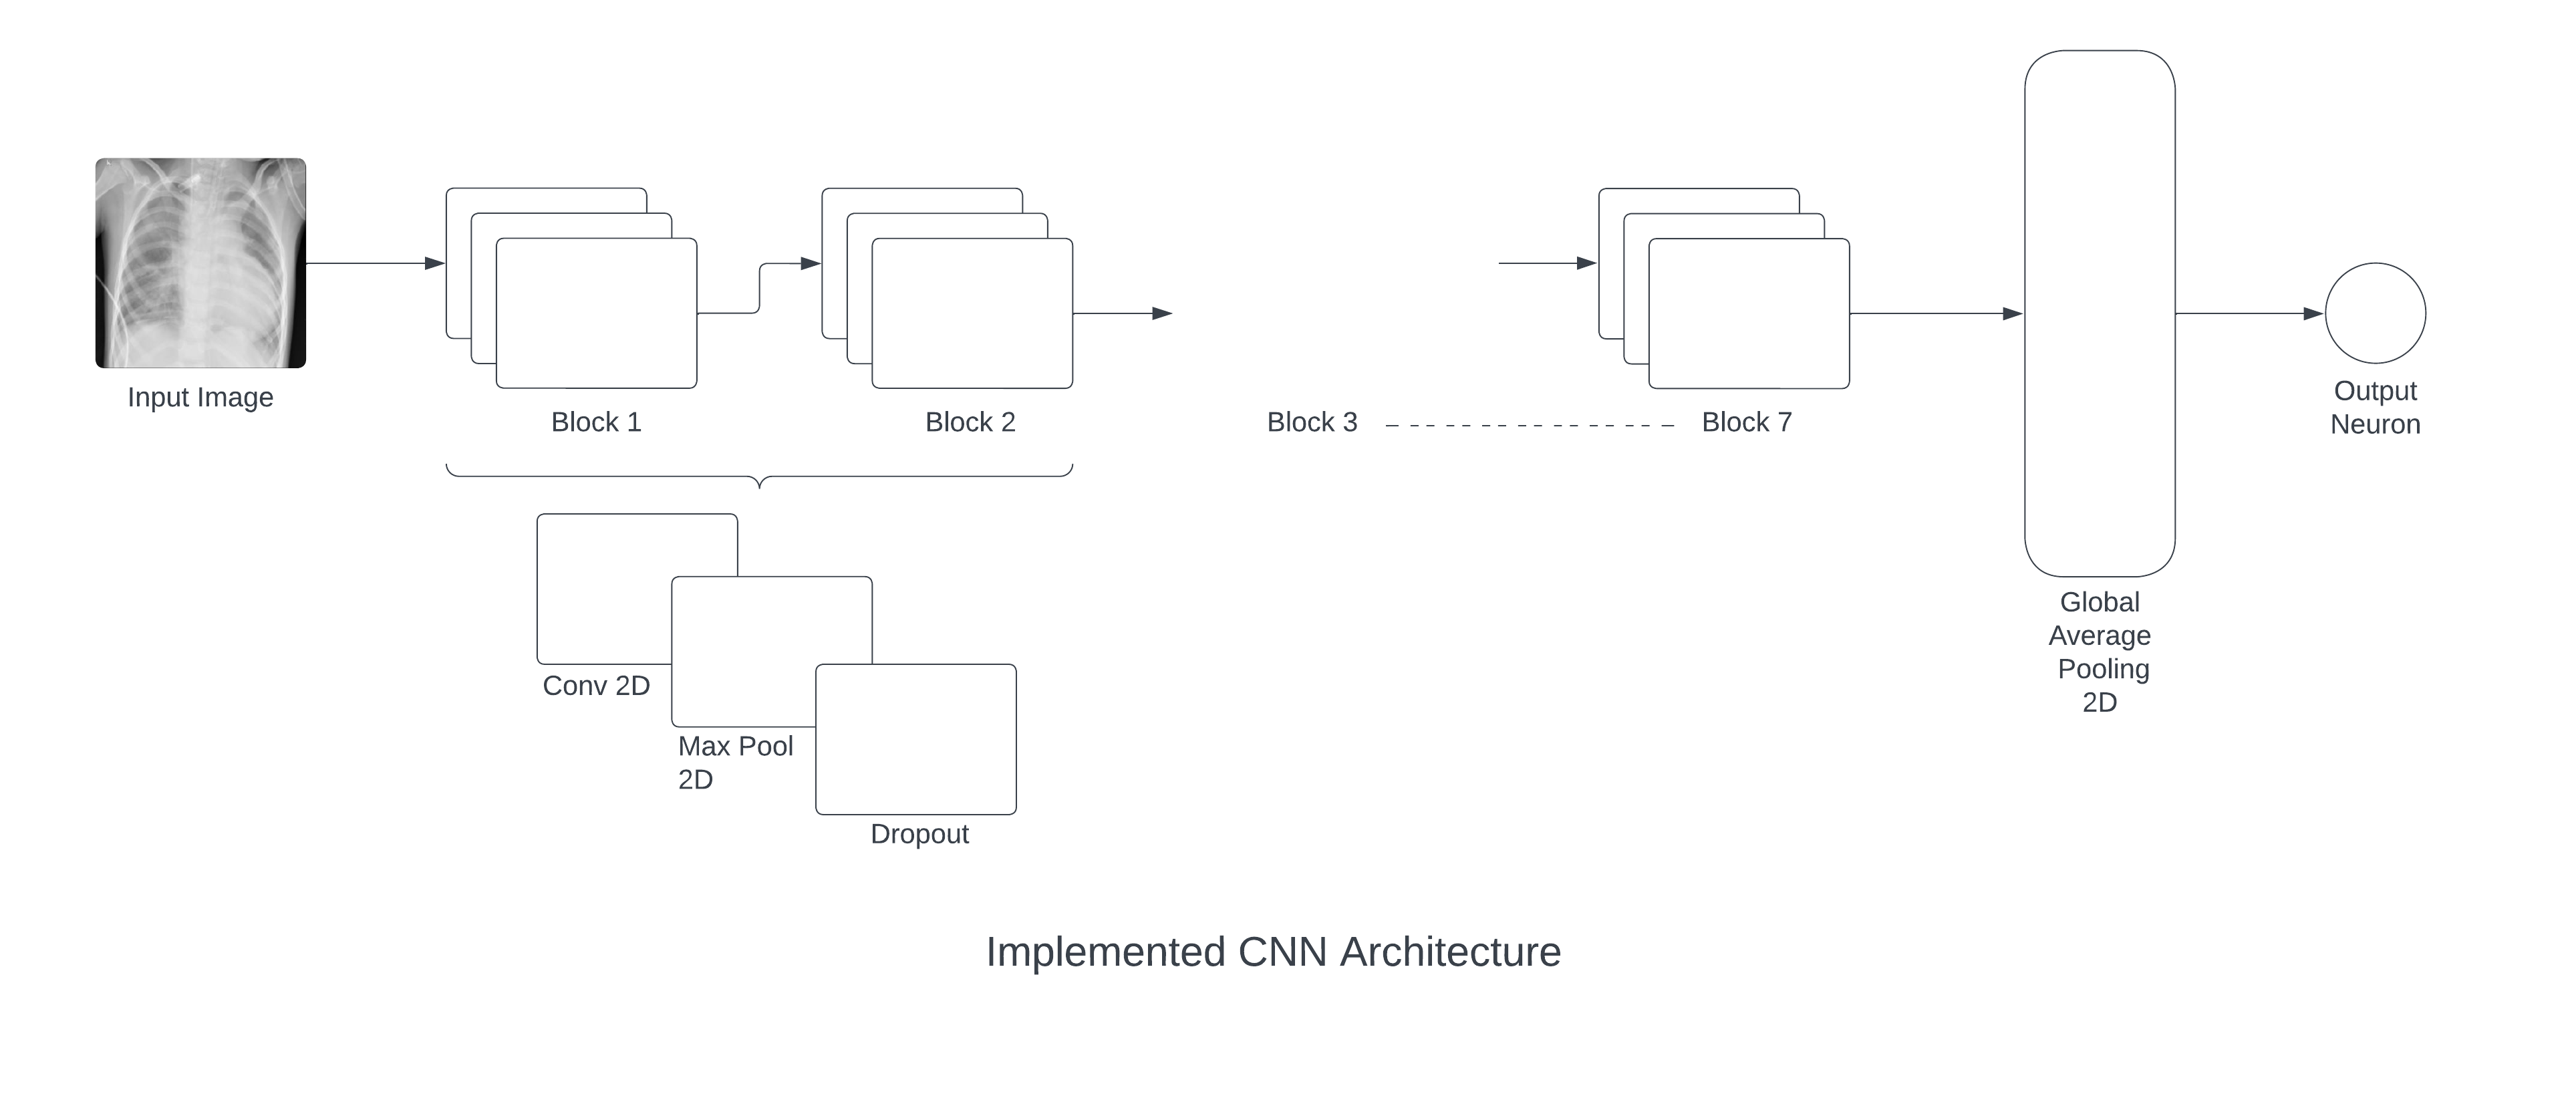 Input Image
Block 1
Block 2
Block 3
Block 7
Output
Neuron
Conv 2D
Max Pool
2D
Dropout
Global
Average
Pooling
2D
Implemented CNN Architecture